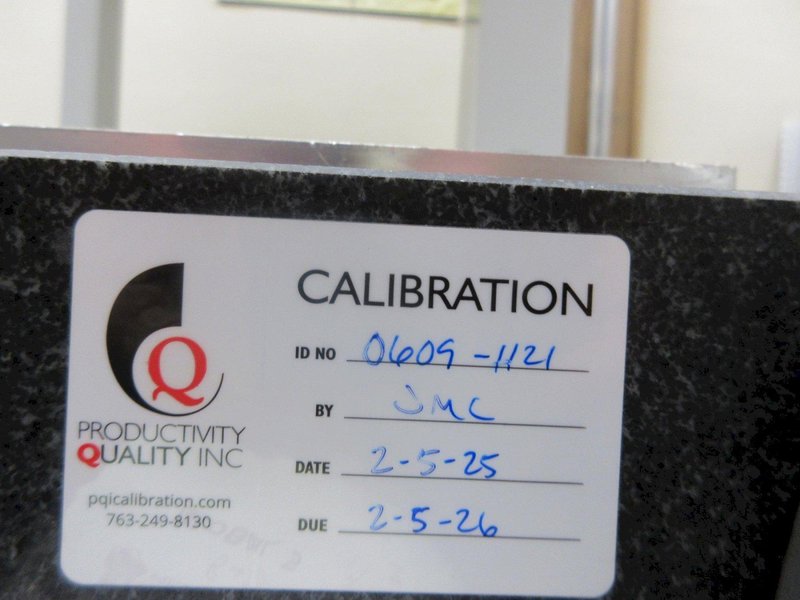 CALIBRATION
ID NO 0609-1121
BY JMC
DATE 2-5-25
DUE 2-5-26
Q
PRODUCTIVITY
QUALITY INC
pqicalibration.com
763-249-8130